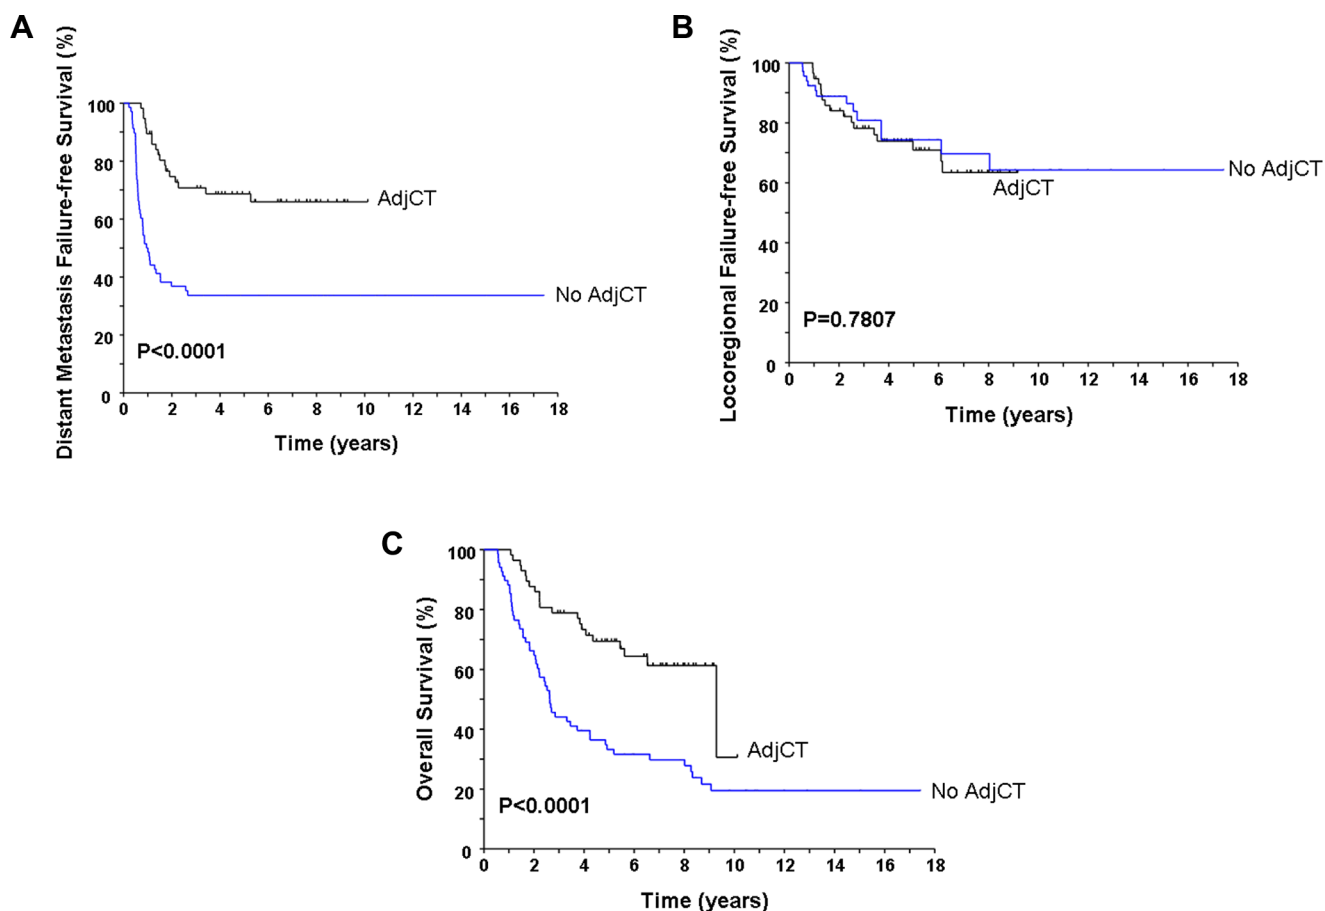 A
Distant Metastasis Failure-free Survival (%)
100
80
60
40
20
0
AdjCT
No AdjCT
P<0.0001
0 2 4 6 8 10 12 14 16 18
Time (years)
B
Locoregional Failure-free Survival (%)
100
80
60
40
20
0
No AdjCT
AdjCT
P=0.7807
0 2 4 6 8 10 12 14 16 18
Time (years)
C
Overall Survival (%)
100
80
60
40
20
0
AdjCT
No AdjCT
P<0.0001
0 2 4 6 8 10 12 14 16 18
Time (years)